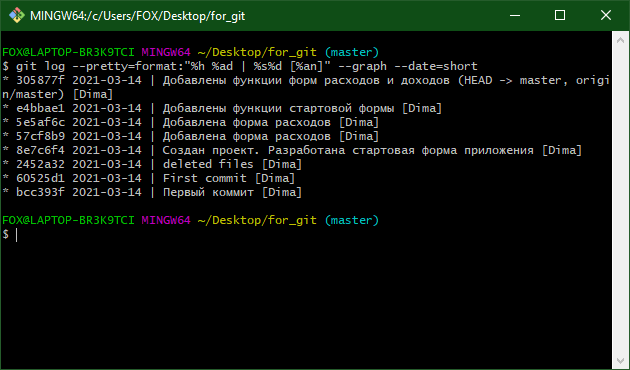 MINGW64:/c/Users/FOX/Desktop/for_git
FOX@LAPTOP-BR3K9TCI MINGW64 ~/Desktop/for_git (master)
$ git log --pretty=format:"%h %ad | %s%d [%an]" --graph --date=short
* 305877f 2021-03-14 | Добавлены функции форм расходов и доходов (HEAD -> master, origi
n/master) [Dima]
* e4bbae1 2021-03-14 | Добавлены функции стартовой формы [Dima]
* 5e5af6c 2021-03-14 | Добавлена форма расходов [Dima]
* 57cf8b9 2021-03-14 | Добавлена форма расходов [Dima]
* 8e7c6f4 2021-03-14 | Создан проект. Разработана стартовая форма приложения [Dima]
* 2452a32 2021-03-14 | deleted files [Dima]
* 60525d1 2021-03-14 | First commit [Dima]
* bcc393f 2021-03-14 | Первый коммит [Dima]
FOX@LAPTOP-BR3K9TCI MINGW64 ~/Desktop/for_git (master)
$